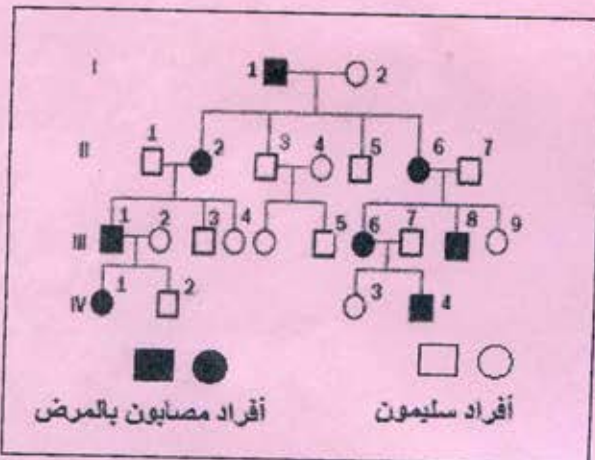 I 1 2
II 1 2 3 4 5 6 7
III 1 2 3 4 5 6 7 8 9
IV 1 2 3 4
أفراد مصابون بالمرض
أفراد سليمون